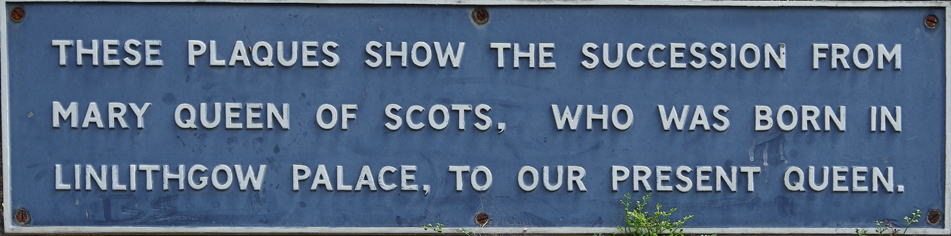 THESE PLAQUES SHOW THE SUCCESSION FROM
MARY QUEEN OF SCOTS, WHO WAS BORN IN
LINLITHGOW PALACE, TO OUR PRESENT QUEEN.